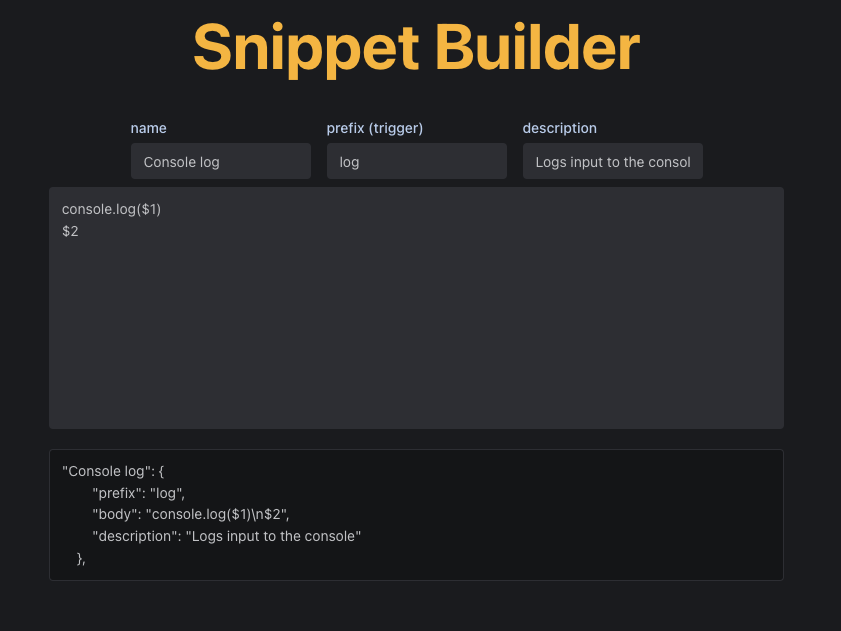 Snippet Builder
name prefix (trigger) description
Console log log Logs input to the consol
console.log($1)
$2
"Console log": {
"prefix": "log",
"body": "console.log($1)\n$2",
"description": "Logs input to the console"
},